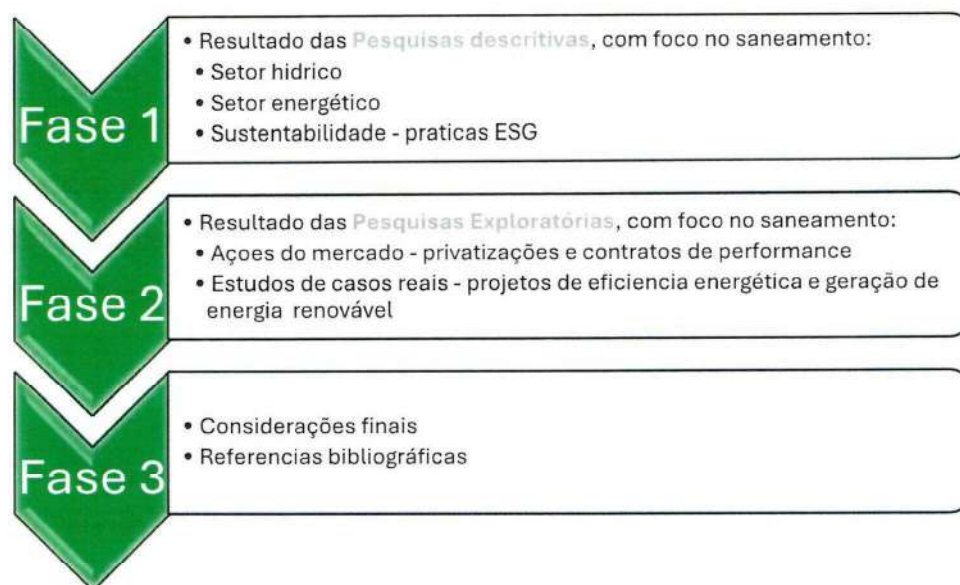 Fase 1
• Resultado das Pesquisas descritivas, com foco no saneamento:
• Setor hidrico
• Setor energético
• Sustentabilidade - praticas ESG
Fase 2
• Resultado das Pesquisas Exploratórias, com foco no saneamento:
• Açoes do mercado - privatizações e contratos de performance
• Estudos de casos reais - projetos de eficiencia energética e geração de
energia renovável
Fase 3
• Considerações finais
• Referencias bibliográficas